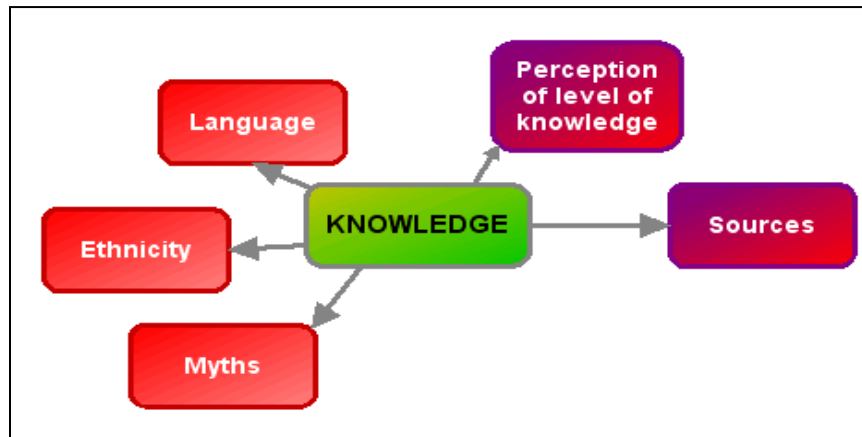 Perception
of level of
knowledge
Language
KNOWLEDGE
Sources
Ethnicity
Myths